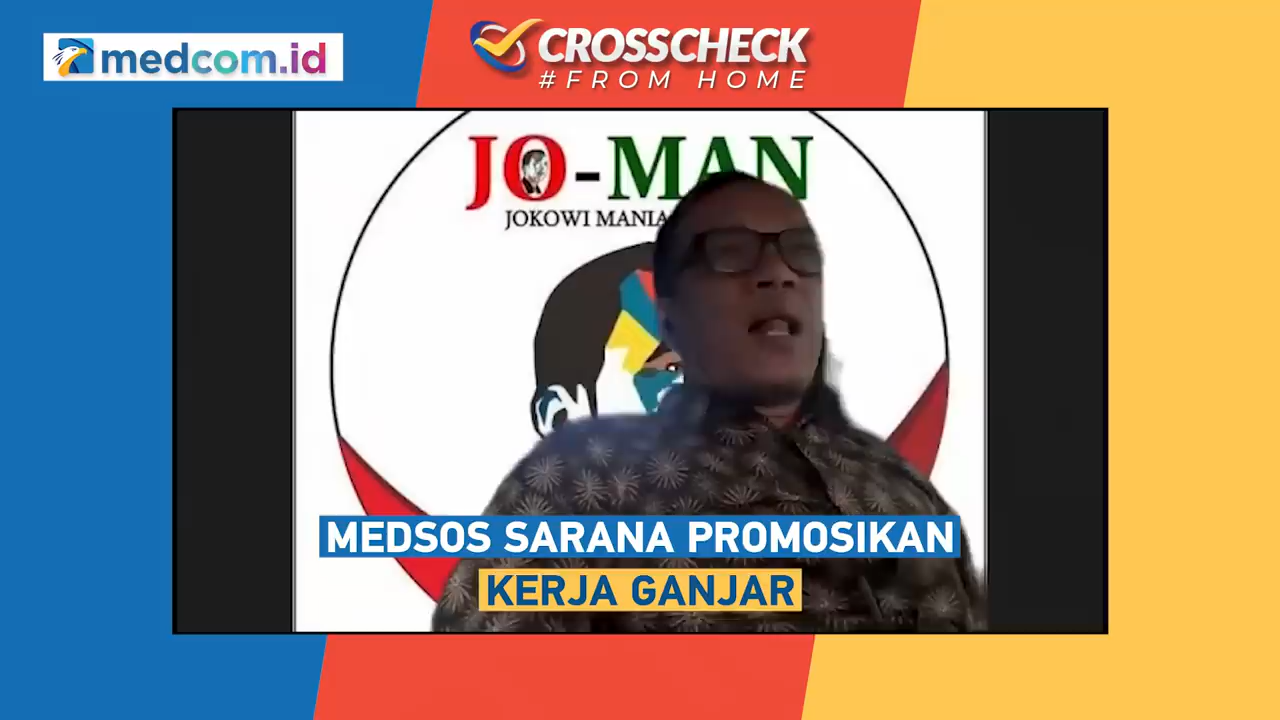 medcom.id
CROSSCHECK
#FROM HOME
JO-MAN
JOKOWI MANIA
MEDSOS SARANA PROMOSIKAN
KERJA GANJAR